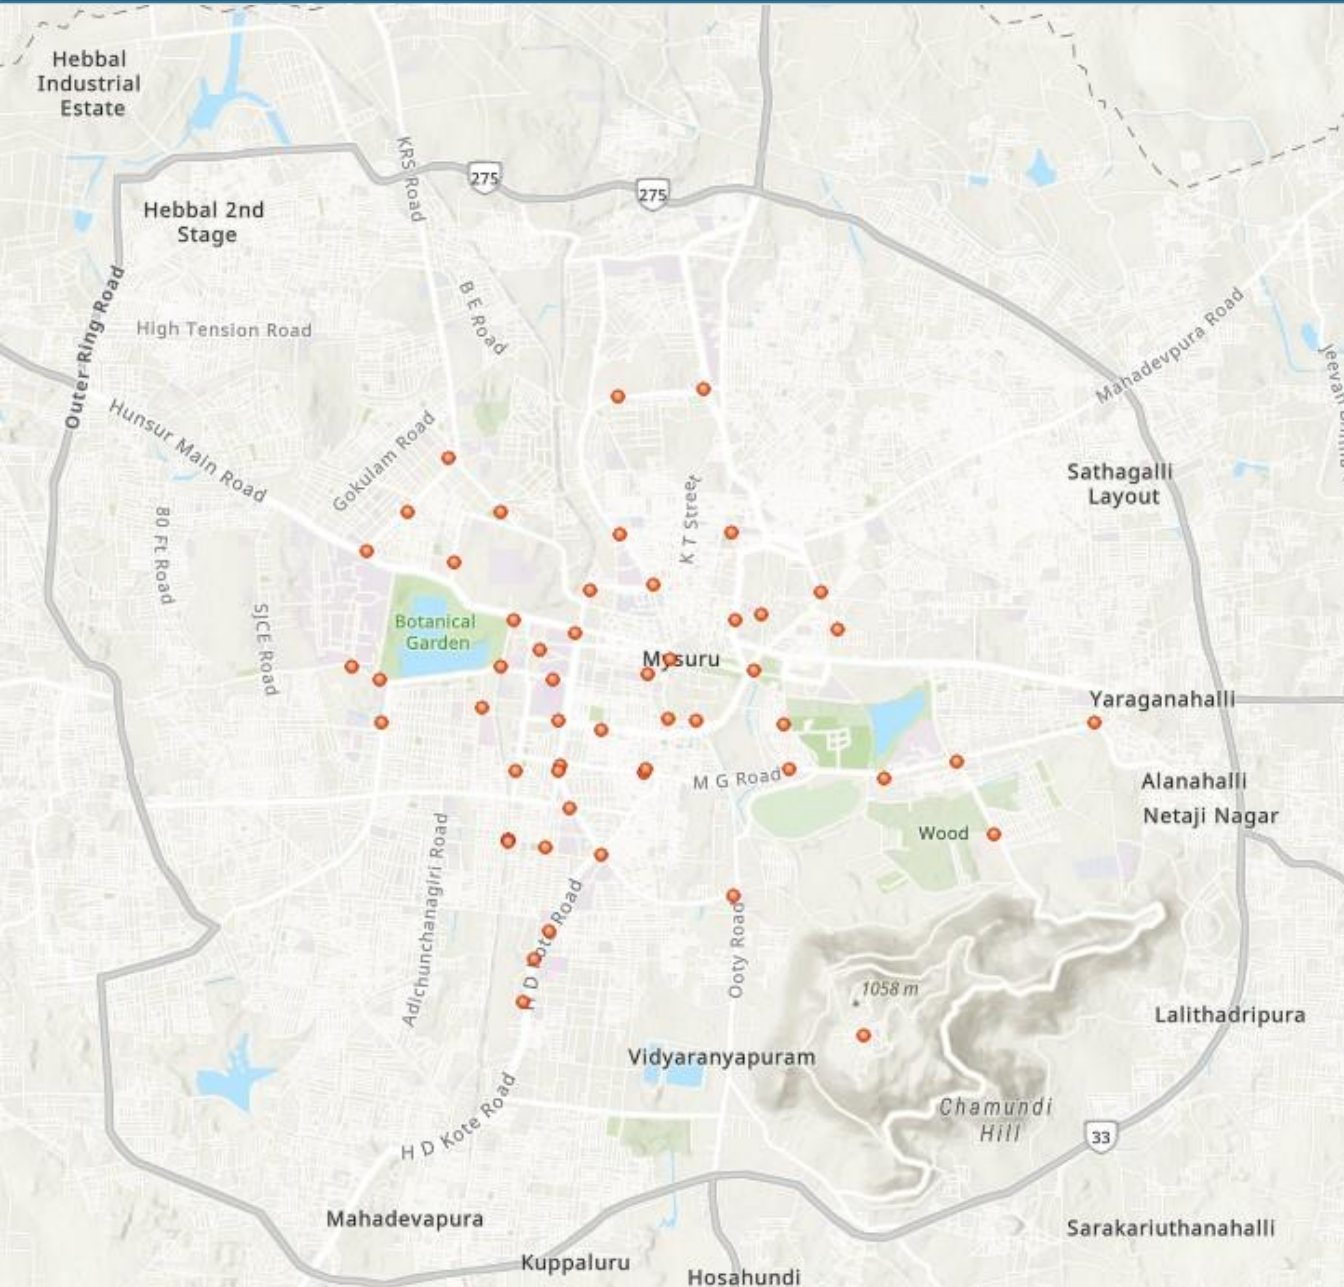 Hebbal
Industrial
Estate
KRS Road
275
275
Hebbal 2nd
Stage
Outer Ring Road
High Tension Road
B E Road
Mahadevpura Road
Hunsur Main Road
Gokulam Road
Sathagalli
Layout
80 Ft Road
K T Street
SJCE Road
Botanical
Garden
Mysuru
Yaraganahalli
M G Road
Alanahalli
Netaji Nagar
Wood
Adichunchanagiri Road
H D Kote Road
Ooty Road
1058 m
Lalithadripura
Vidyaranyapuram
H D Kote Road
Chamundi
Hill
33
Mahadevapura
Sarakariuthanahalli
Kuppaluru
Hosahundi